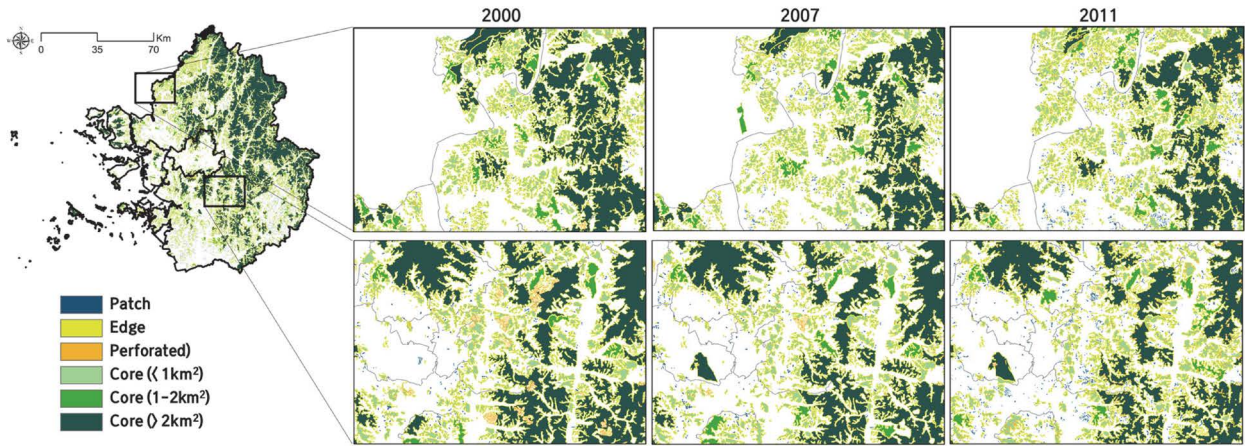 2000 2007 2011
Km
0 35 70
Patch
Edge
Perforated)
Core (< 1km²)
Core (1-2km²)
Core (> 2km²)